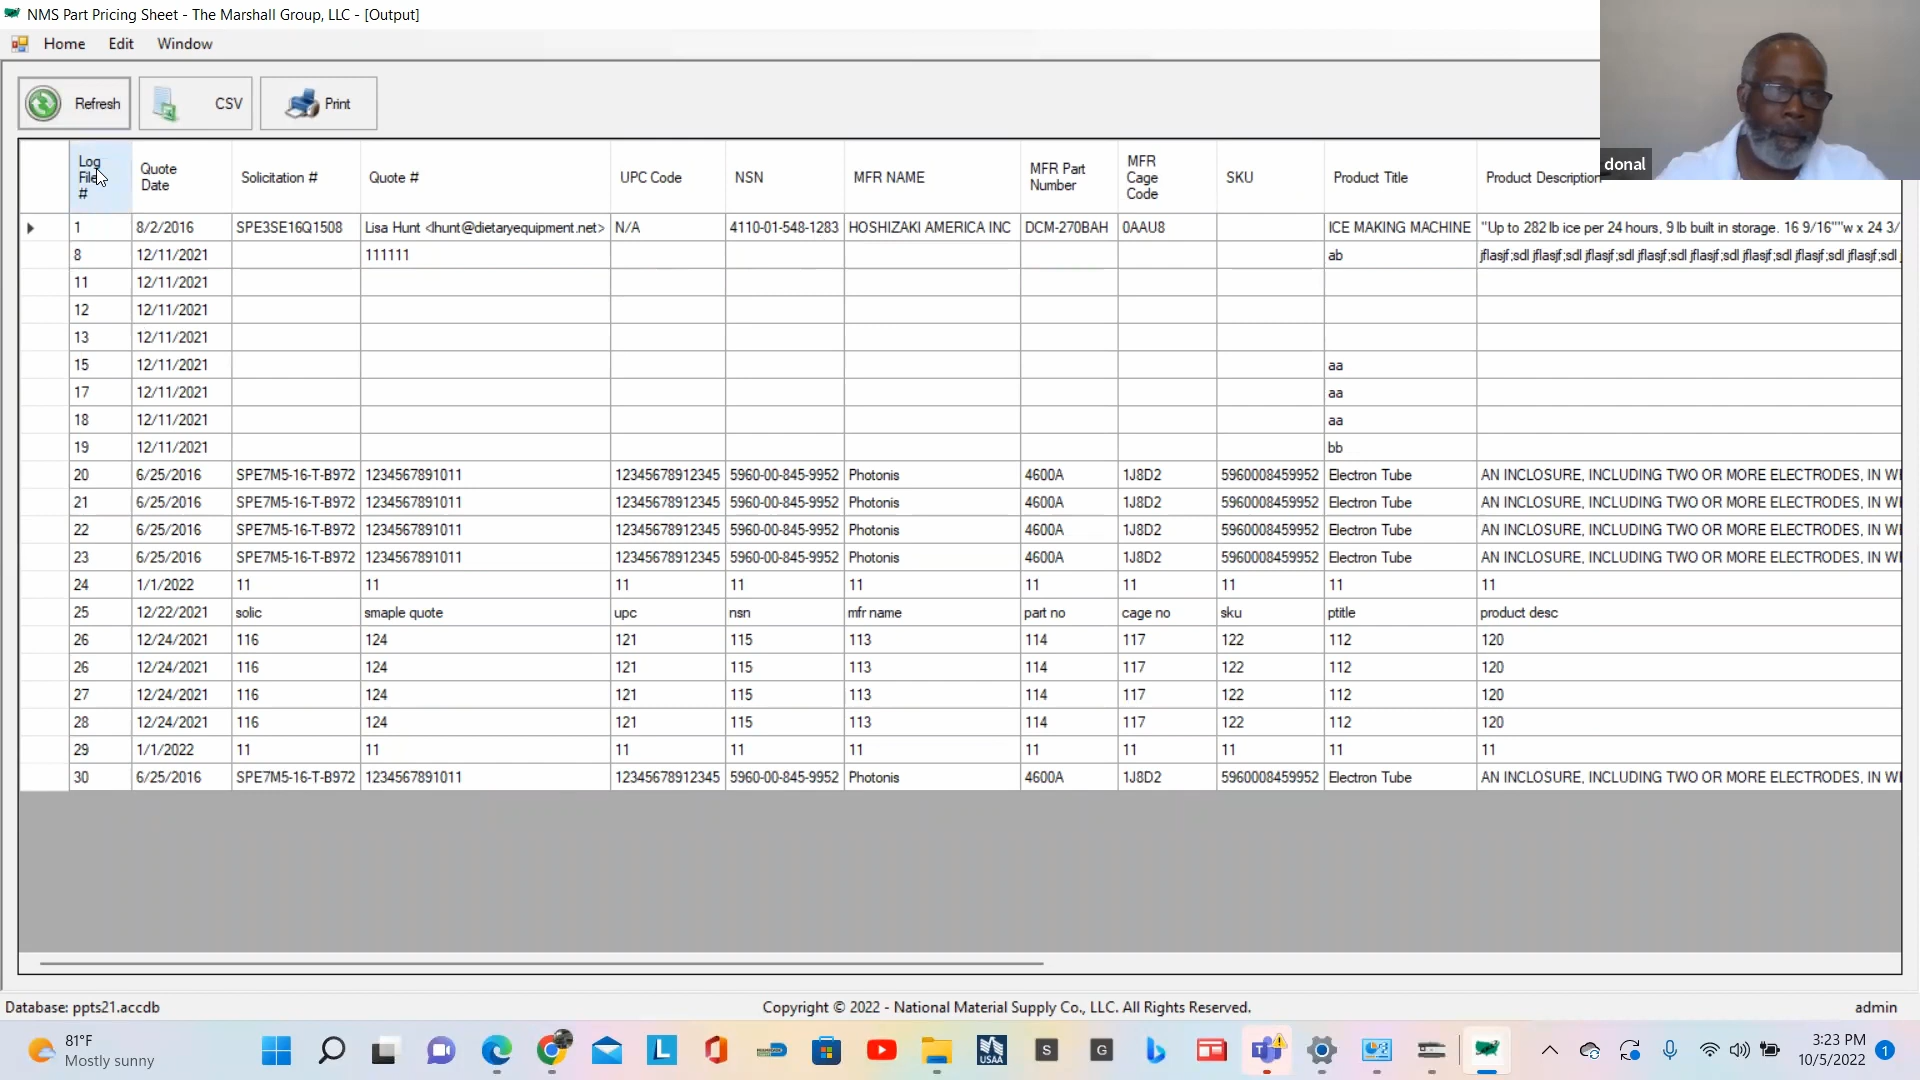 NMS Part Pricing Sheet - The Marshall Group, LLC - [Output]
Home Edit Window
Refresh CSV Print
donal
Log File # Quote Date Solicitation # Quote # UPC Code NSN MFR NAME MFR Part Number MFR Cage Code SKU Product Title Product Description
1 8/2/2016 SPE3SE16Q1508 Lisa Hunt <lhunt@dietaryequipment.net> N/A 4110-01-548-1283 HOSHIZAKI AMERICA INC DCM-270BAH 0AAU8 ICE MAKING MACHINE "Up to 282 lb ice per 24 hours, 9 lb built in storage. 16 9/16""w x 24 3/
8 12/11/2021 111111 ab jflasjf;sdl jflasjf;sdl jflasjf;sdl jflasjf;sdl jflasjf;sdl jflasjf;sdl jflasjf;sdl jflasjf;sdl j
11 12/11/2021
12 12/11/2021
13 12/11/2021
15 12/11/2021 aa
17 12/11/2021 aa
18 12/11/2021 aa
19 12/11/2021 bb
20 6/25/2016 SPE7M5-16-T-B972 1234567891011 12345678912345 5960-00-845-9952 Photonis 4600A 1J8D2 5960008459952 Electron Tube AN INCLOSURE, INCLUDING TWO OR MORE ELECTRODES, IN WI
21 6/25/2016 SPE7M5-16-T-B972 1234567891011 12345678912345 5960-00-845-9952 Photonis 4600A 1J8D2 5960008459952 Electron Tube AN INCLOSURE, INCLUDING TWO OR MORE ELECTRODES, IN WI
22 6/25/2016 SPE7M5-16-T-B972 1234567891011 12345678912345 5960-00-845-9952 Photonis 4600A 1J8D2 5960008459952 Electron Tube AN INCLOSURE, INCLUDING TWO OR MORE ELECTRODES, IN WI
23 6/25/2016 SPE7M5-16-T-B972 1234567891011 12345678912345 5960-00-845-9952 Photonis 4600A 1J8D2 5960008459952 Electron Tube AN INCLOSURE, INCLUDING TWO OR MORE ELECTRODES, IN WI
24 1/1/2022 11 11 11 11 11 11 11 11 11 11
25 12/22/2021 solic smaple quote upc nsn mfr name part no cage no sku ptitle product desc
26 12/24/2021 116 124 121 115 113 114 117 122 112 120
26 12/24/2021 116 124 121 115 113 114 117 122 112 120
27 12/24/2021 116 124 121 115 113 114 117 122 112 120
28 12/24/2021 116 124 121 115 113 114 117 122 112 120
29 1/1/2022 11 11 11 11 11 11 11 11 11 11
30 6/25/2016 SPE7M5-16-T-B972 1234567891011 12345678912345 5960-00-845-9952 Photonis 4600A 1J8D2 5960008459952 Electron Tube AN INCLOSURE, INCLUDING TWO OR MORE ELECTRODES, IN WI
Database: ppts21.accdb Copyright © 2022 - National Material Supply Co., LLC. All Rights Reserved. admin
81°F
Mostly sunny
L USAA S G
3:23 PM
10/5/2022 1